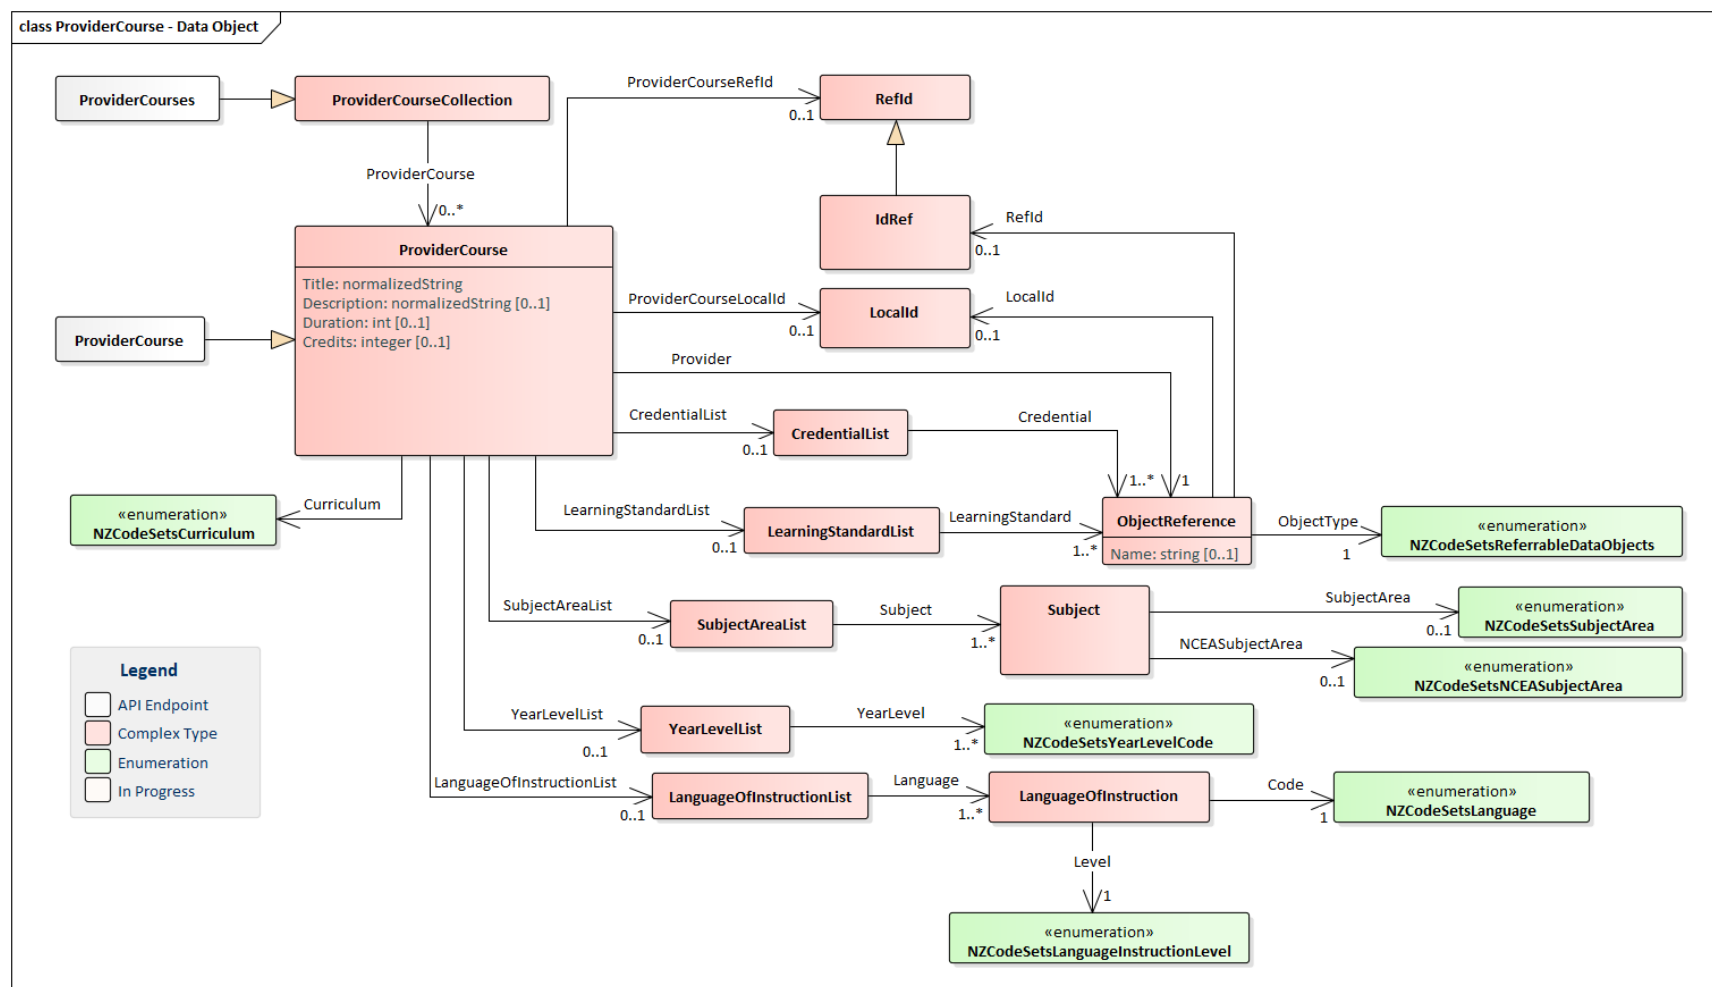 class ProviderCourse - Data Object
ProviderCourses
ProviderCourseCollection
ProviderCourseRefId
0..1
RefId
ProviderCourse
0..*
IdRef
RefId
0..1
ProviderCourse
Title: normalizedString
Description: normalizedString [0..1]
Duration: int [0..1]
Credits: integer [0..1]
ProviderCourse
ProviderCourseLocalId
0..1
LocalId
LocalId
0..1
Provider
1
CredentialList
0..1
CredentialList
Credential
1..*
Curriculum
«enumeration»
NZCodeSetsCurriculum
LearningStandardList
0..1
LearningStandardList
LearningStandard
1..*
ObjectReference
Name: string [0..1]
ObjectType
1
«enumeration»
NZCodeSetsReferrableDataObjects
SubjectAreaList
0..1
SubjectAreaList
Subject
1..*
Subject
SubjectArea
0..1
«enumeration»
NZCodeSetsSubjectArea
NCEASubjectArea
0..1
«enumeration»
NZCodeSetsNCEASubjectArea
Legend
API Endpoint
Complex Type
Enumeration
In Progress
YearLevelList
0..1
YearLevelList
YearLevel
1..*
«enumeration»
NZCodeSetsYearLevelCode
LanguageOfInstructionList
0..1
LanguageOfInstructionList
Language
1..*
LanguageOfInstruction
Code
1
«enumeration»
NZCodeSetsLanguage
Level
1
«enumeration»
NZCodeSetsLanguageInstructionLevel